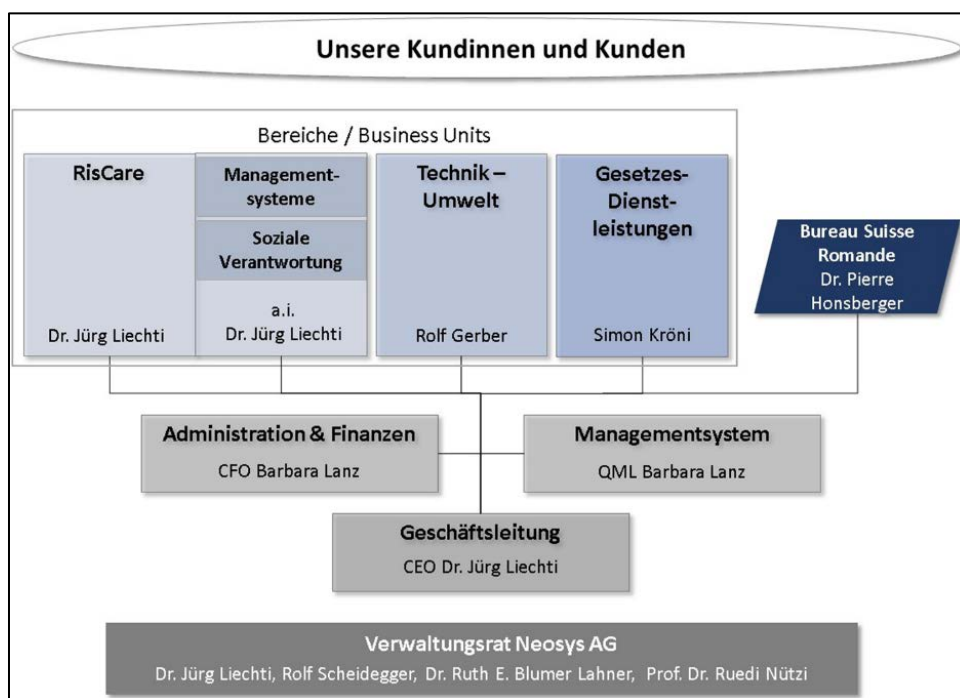 Unsere Kundinnen und Kunden
Bereiche / Business Units
RisCare
Dr. Jürg Liechti
Management-
systeme
Soziale
Verantwortung
a.i.
Dr. Jürg Liechti
Technik –
Umwelt
Rolf Gerber
Gesetzes-
Dienst-
leistungen
Simon Kröni
Bureau Suisse
Romande
Dr. Pierre
Honsberger
Administration & Finanzen
CFO Barbara Lanz
Managementsystem
QML Barbara Lanz
Geschäftsleitung
CEO Dr. Jürg Liechti
Verwaltungsrat Neosys AG
Dr. Jürg Liechti, Rolf Scheidegger, Dr. Ruth E. Blumer Lahner, Prof. Dr. Ruedi Nützi